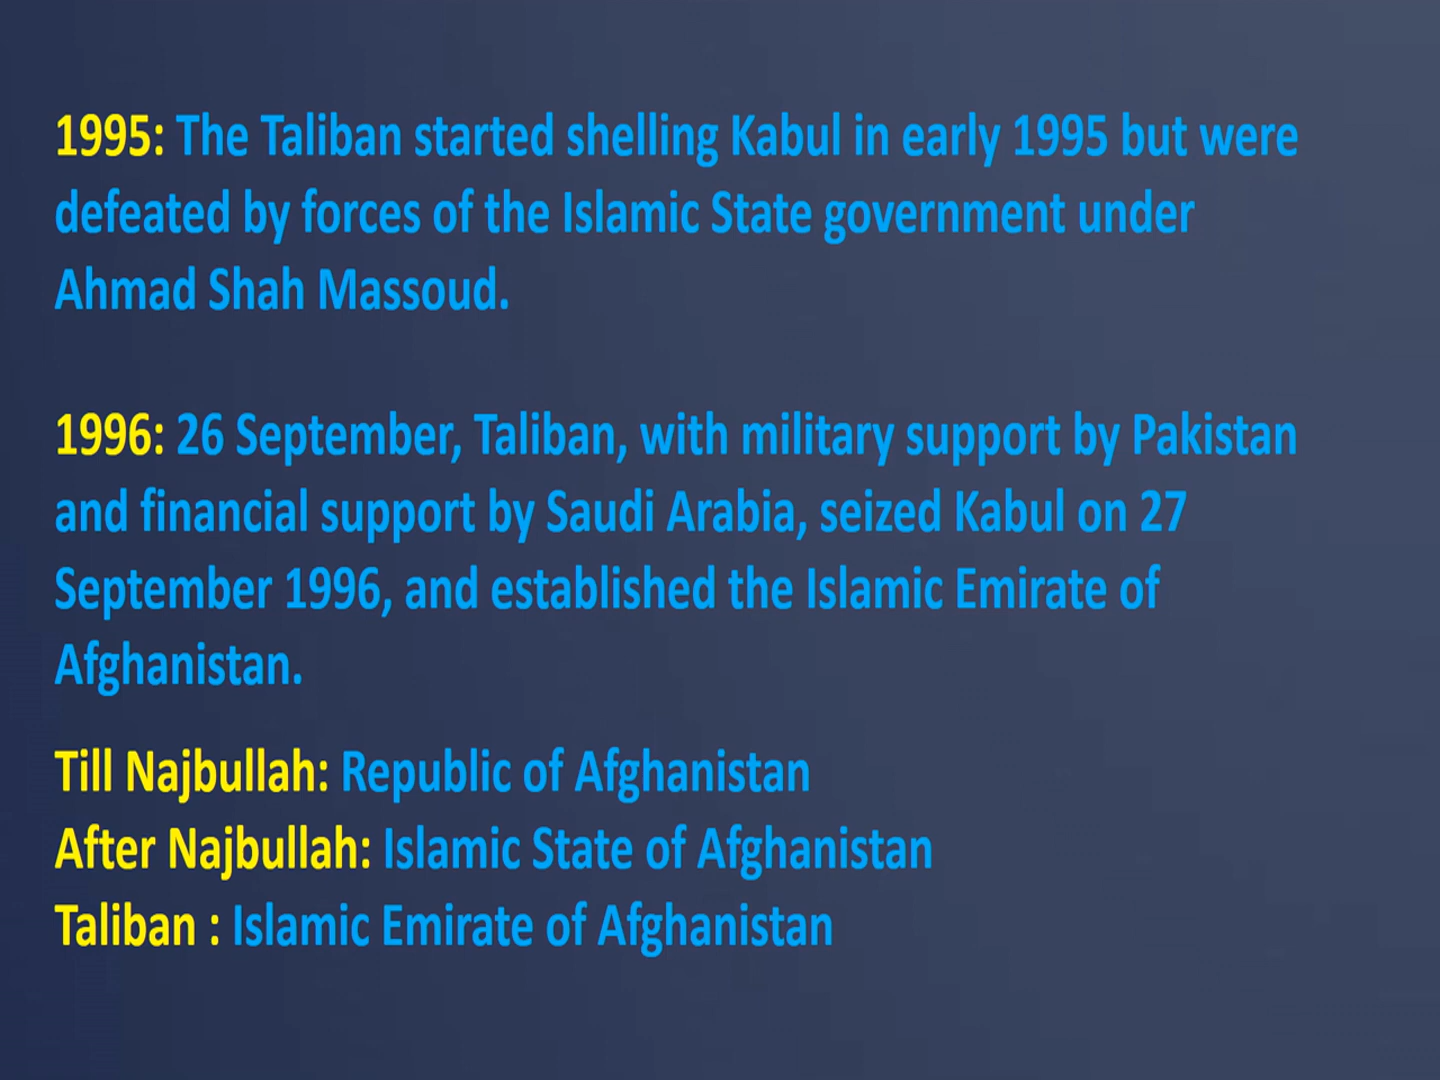 1995: The Taliban started shelling Kabul in early 1995 but were
defeated by forces of the Islamic State government under
Ahmad Shah Massoud.
1996: 26 September, Taliban, with military support by Pakistan
and financial support by Saudi Arabia, seized Kabul on 27
September 1996, and established the Islamic Emirate of
Afghanistan.
Till Najbullah: Republic of Afghanistan
After Najbullah: Islamic State of Afghanistan
Taliban : Islamic Emirate of Afghanistan